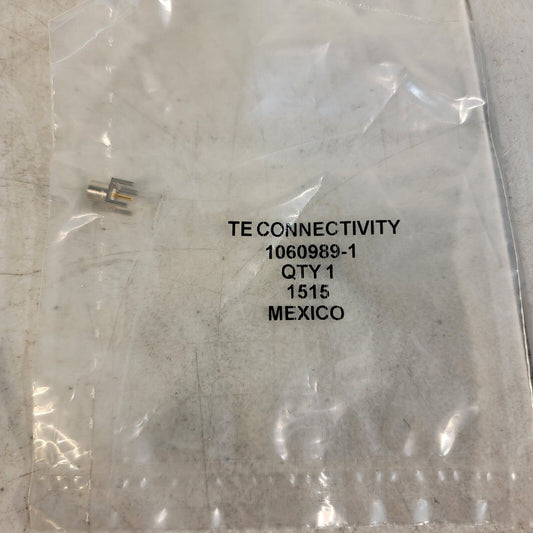 TE CONNECTIVITY
1060989-1
QTY 1
1515
MEXICO